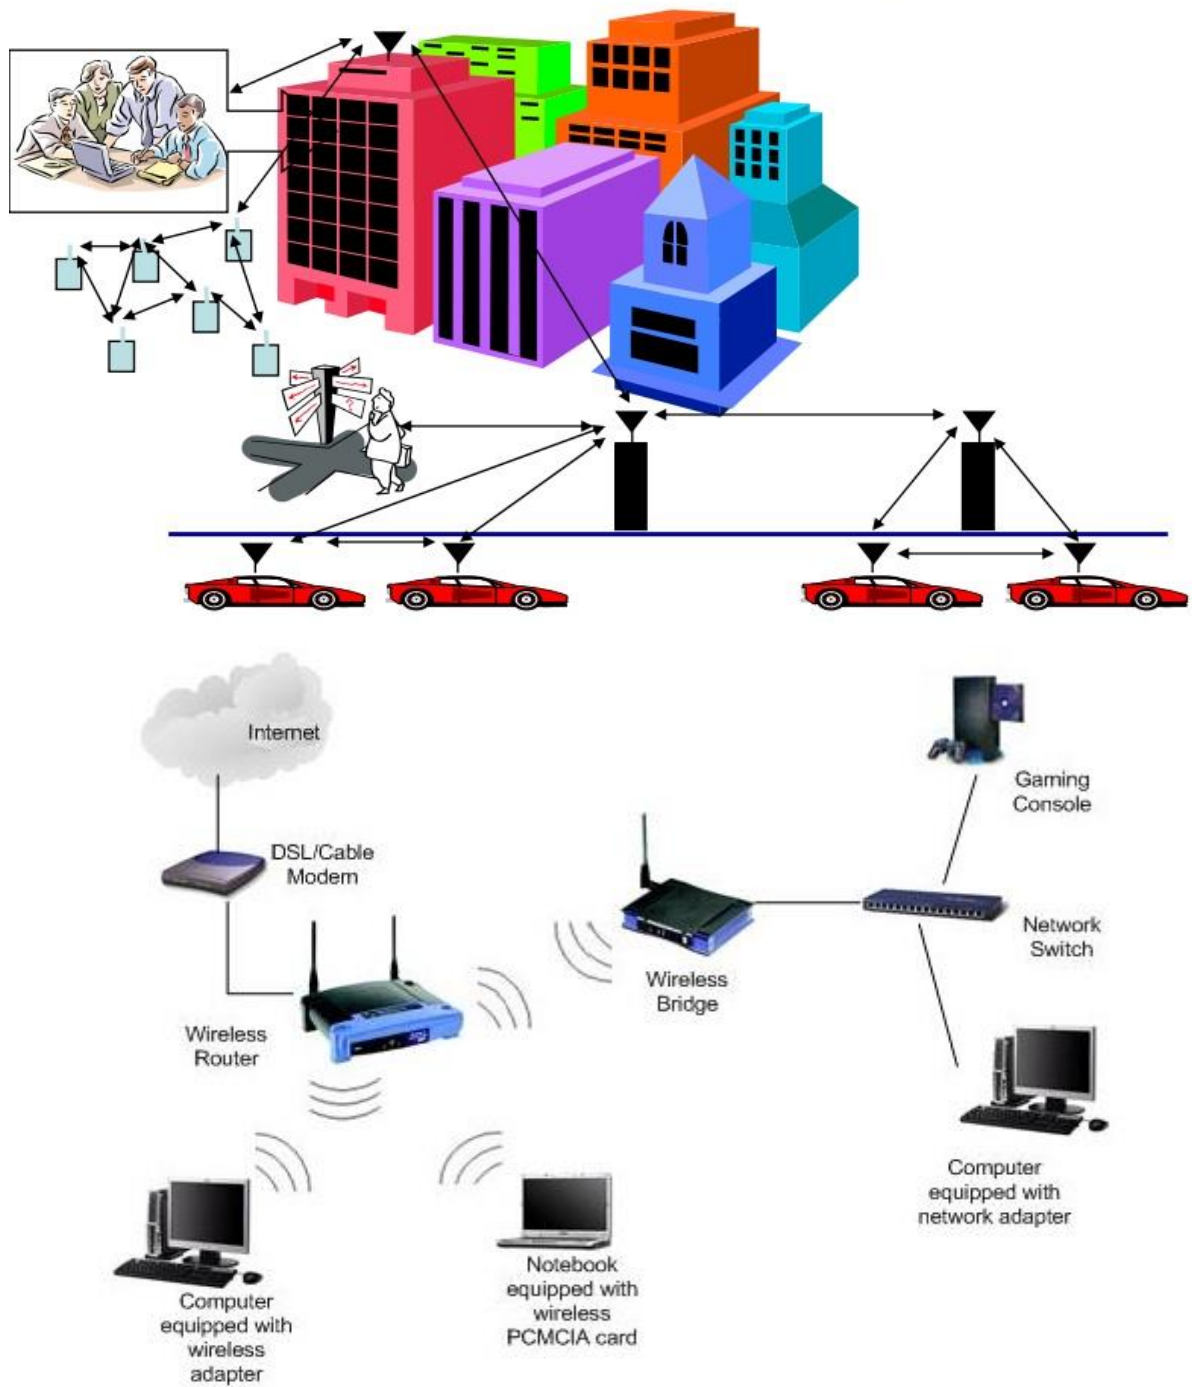 Internet
DSL/Cable
Modem
Wireless
Router
Wireless
Bridge
Gaming
Console
Network
Switch
Computer
equipped with
network adapter
Computer
equipped with
wireless
adapter
Notebook
equipped with
wireless
PCMCIA card